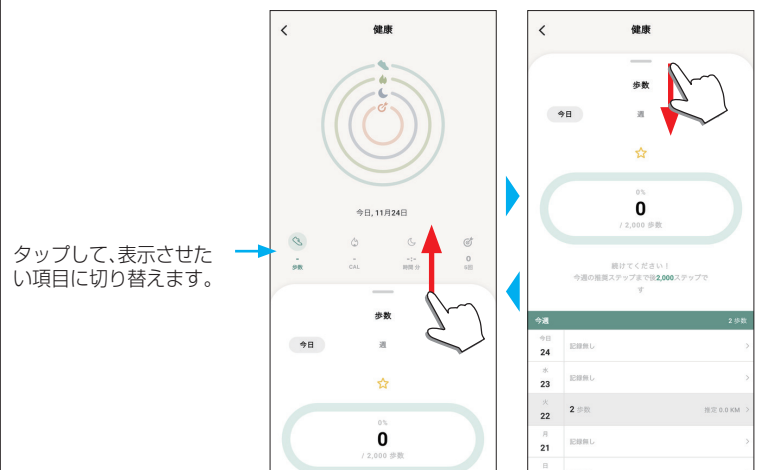 タップして、表示させた
い項目に切り替えます。
健康
今日, 11月24日
- - -:- 0
歩数 CAL 時間 分 0回
歩数
今日 週
0%
0
/ 2,000 歩数
健康
歩数
今日 週
0%
0
/ 2,000 歩数
続けてください!
今週の推奨ステップまで後2,000ステップで
す
今週 2 歩数
今日
24 記録無し
水
23 記録無し
火
22 2 歩数 推定 0.0 KM
月
21 記録無し
日